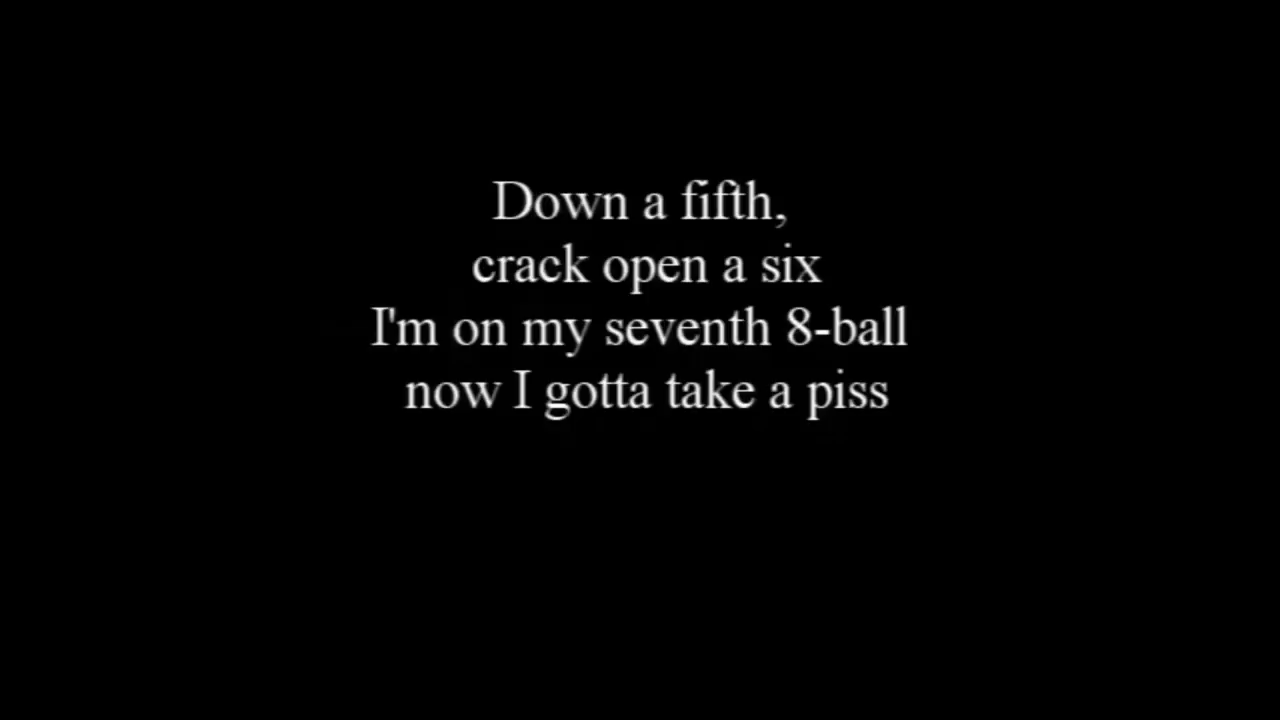 Down a fifth,
crack open a six
I'm on my seventh 8-ball
now I gotta take a piss